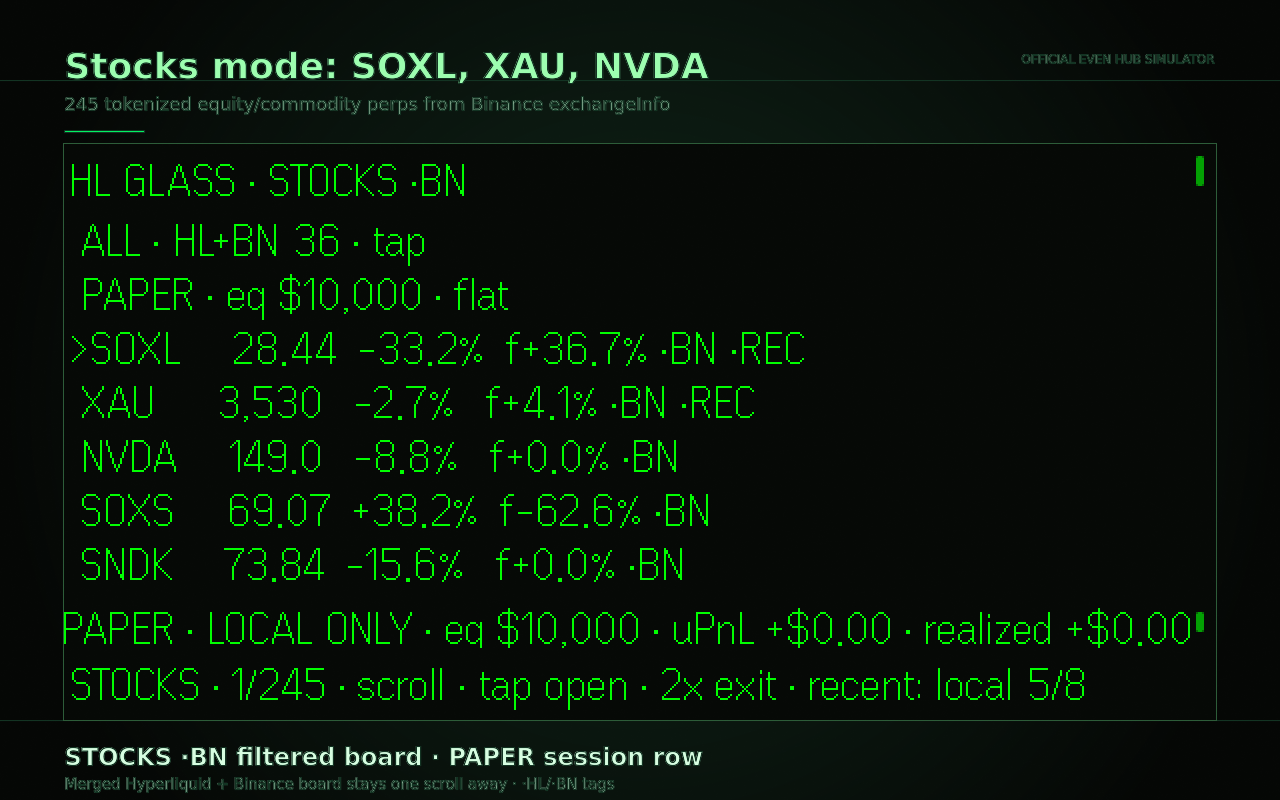 Stocks mode: SOXL, XAU, NVDA
OFFICIAL EVEN HUB SIMULATOR
245 tokenized equity/commodity perps from Binance exchangeInfo
HL GLASS · STOCKS ·BN
ALL · HL+BN 36 · tap
PAPER · eq $10,000 · flat
>SOXL 28.44 -33.2% f+36.7% ·BN ·REC
XAU 3,530 -2.7% f+4.1% ·BN ·REC
NVDA 149.0 -8.8% f+0.0% ·BN
SOXS 69.07 +38.2% f-62.6% ·BN
SNDK 73.84 -15.6% f+0.0% ·BN
PAPER · LOCAL ONLY · eq $10,000 · uPnL +$0.00 · realized +$0.00
STOCKS · 1/245 · scroll · tap open · 2x exit · recent: local 5/8
STOCKS ·BN filtered board · PAPER session row
Merged Hyperliquid + Binance board stays one scroll away · ·HL/·BN tags